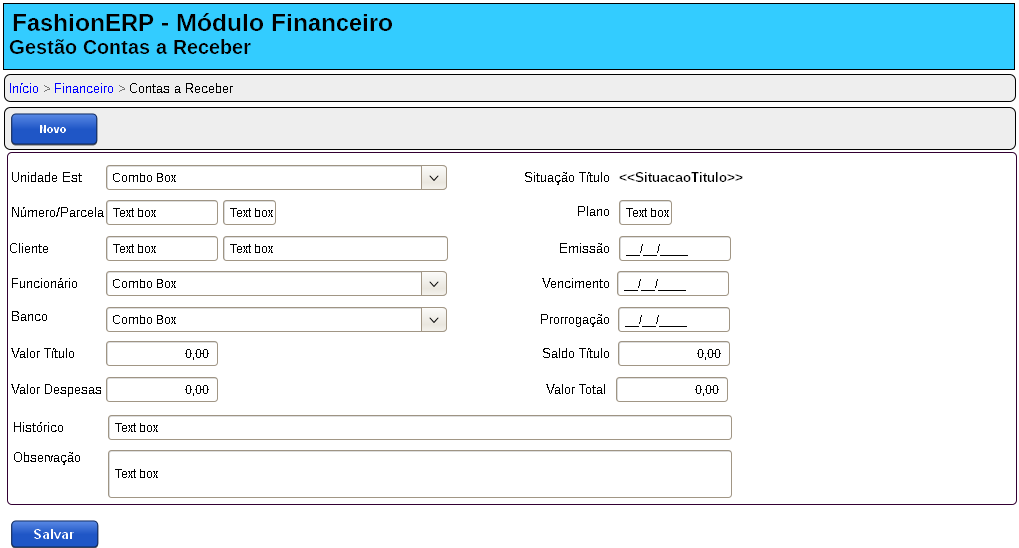 FashionERP - Módulo Financeiro
Gestão Contas a Receber
Início > Financeiro > Contas a Receber
Novo
Unidade Est Combo Box Situação Título <<SituacaoTitulo>>
Número/Parcela Text box Text box Plano Text box
Cliente Text box Text box Emissão __/__/____
Funcionário Combo Box Vencimento __/__/____
Banco Combo Box Prorrogação __/__/____
Valor Título 0,00 Saldo Título 0,00
Valor Despesas 0,00 Valor Total 0,00
Histórico Text box
Observação Text box
Salvar